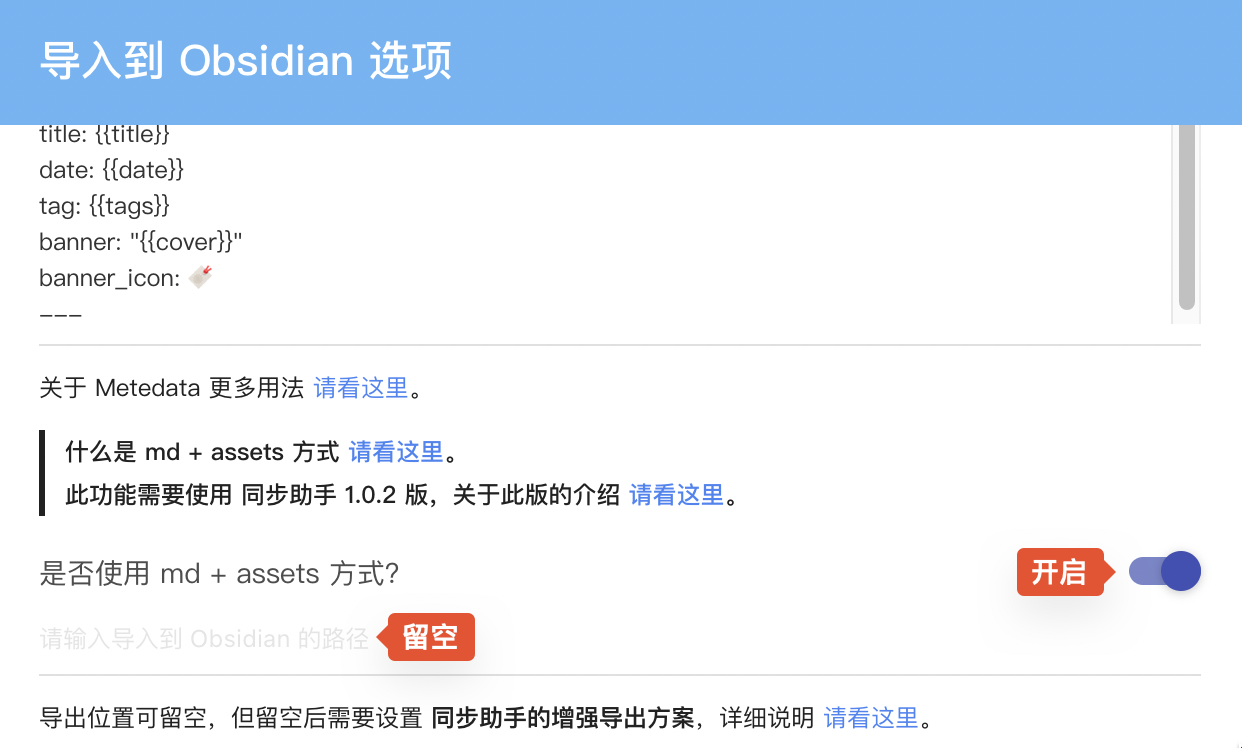 导入到 Obsidian 选项
title: {{title}}
date: {{date}}
tag: {{tags}}
banner: "{{cover}}"
banner_icon: 🔖
---
关于 Metedata 更多用法 请看这里。
什么是 md + assets 方式 请看这里。
此功能需要使用 同步助手 1.0.2 版，关于此版的介绍 请看这里。
是否使用 md + assets 方式?
开启
请输入导入到 Obsidian 的路径
留空
导出位置可留空，但留空后需要设置 同步助手的增强导出方案，详细说明 请看这里。